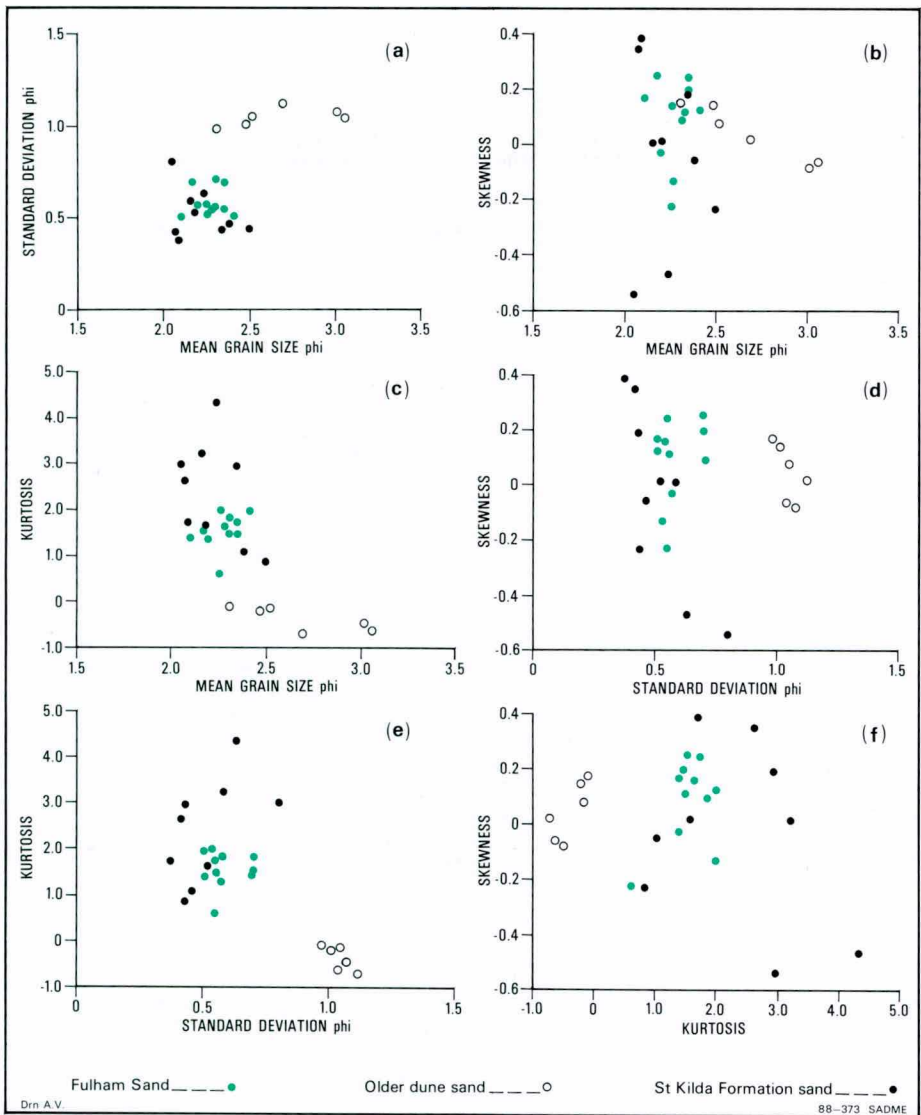 (a)
1.5
1.0
0.5
0
STANDARD DEVIATION phi
1.5 2.0 2.5 3.0 3.5
MEAN GRAIN SIZE phi
(b)
0.4
0.2
0
-0.2
-0.4
-0.6
SKEWNESS
1.5 2.0 2.5 3.0 3.5
MEAN GRAIN SIZE phi
(c)
5.0
4.0
3.0
2.0
1.0
0
-1.0
KURTOSIS
1.5 2.0 2.5 3.0 3.5
MEAN GRAIN SIZE phi
(d)
0.4
0.2
0
-0.2
-0.4
-0.6
SKEWNESS
0 0.5 1.0 1.5
STANDARD DEVIATION phi
(e)
5.0
4.0
3.0
2.0
1.0
0
-1.0
KURTOSIS
0 0.5 1.0 1.5
STANDARD DEVIATION phi
(f)
0.4
0.2
0
-0.2
-0.4
-0.6
SKEWNESS
-1.0 0 1.0 2.0 3.0 4.0 5.0
KURTOSIS
Fulham Sand
Older dune sand
St Kilda Formation sand
Drn A.V.
88-373 SADME